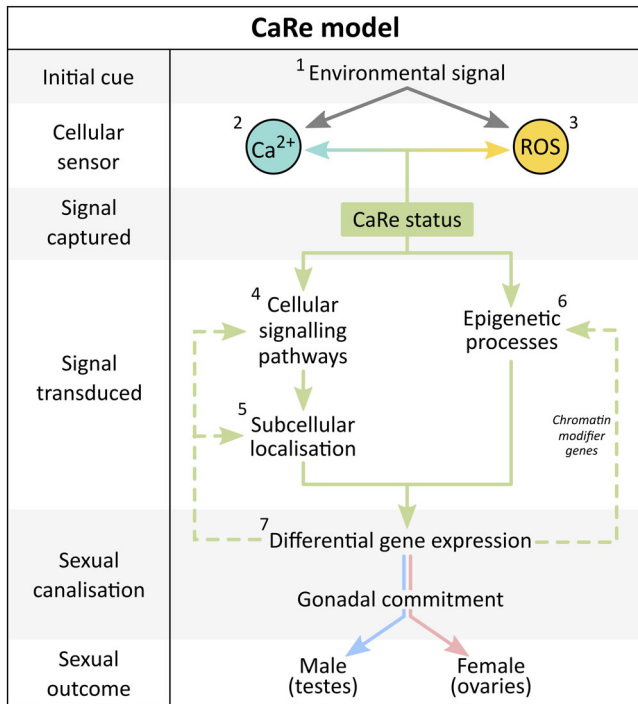 CaRe model
Initial cue
1 Environmental signal
Cellular
sensor
2 Ca2+
3 ROS
Signal
captured
CaRe status
Signal
transduced
4 Cellular
signalling
pathways
6 Epigenetic
processes
5 Subcellular
localisation
Chromatin
modifier
genes
Sexual
canalisation
7 Differential gene expression
Gonadal commitment
Sexual
outcome
Male
(testes)
Female
(ovaries)